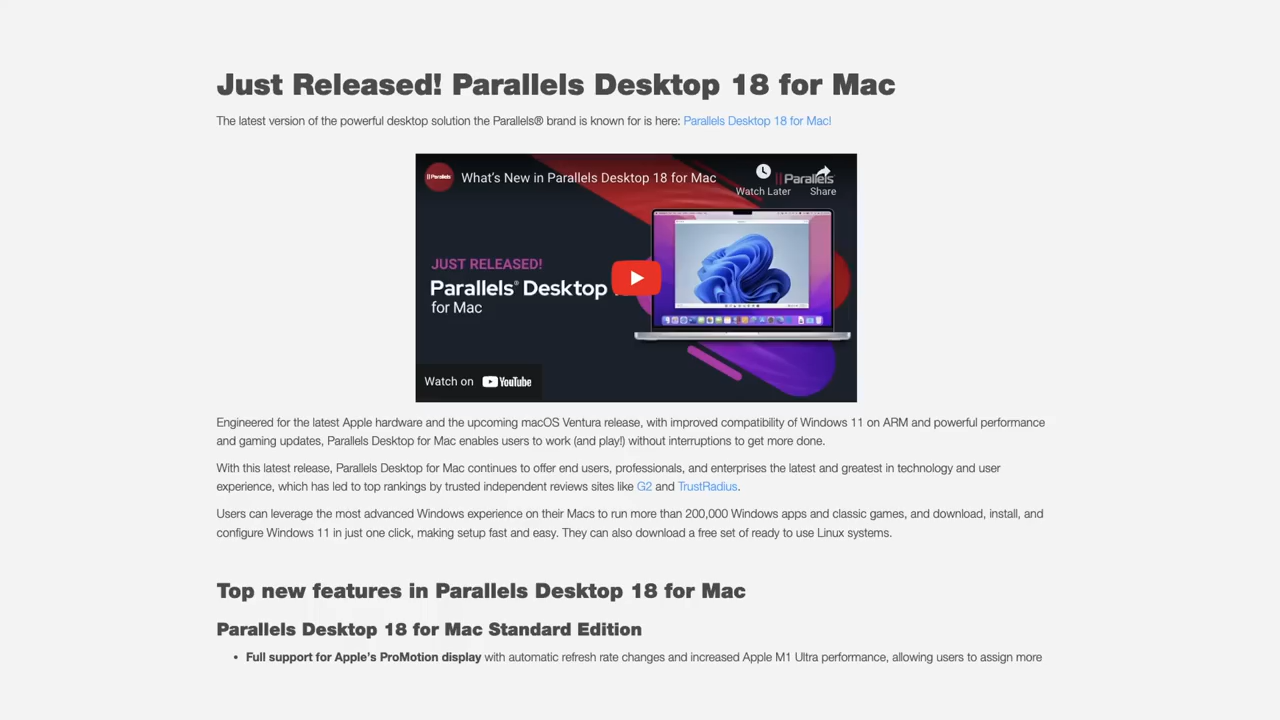 Just Released! Parallels Desktop 18 for Mac
The latest version of the powerful desktop solution the Parallels® brand is known for is here: Parallels Desktop 18 for Mac!
Parallels
What's New in Parallels Desktop 18 for Mac
Watch Later
Share
Parallels
JUST RELEASED!
Parallels® Desktop
for Mac
Watch on YouTube
Engineered for the latest Apple hardware and the upcoming macOS Ventura release, with improved compatibility of Windows 11 on ARM and powerful performance
and gaming updates, Parallels Desktop for Mac enables users to work (and play!) without interruptions to get more done.
With this latest release, Parallels Desktop for Mac continues to offer end users, professionals, and enterprises the latest and greatest in technology and user
experience, which has led to top rankings by trusted independent reviews sites like G2 and TrustRadius.
Users can leverage the most advanced Windows experience on their Macs to run more than 200,000 Windows apps and classic games, and download, install, and
configure Windows 11 in just one click, making setup fast and easy. They can also download a free set of ready to use Linux systems.
Top new features in Parallels Desktop 18 for Mac
Parallels Desktop 18 for Mac Standard Edition
• Full support for Apple's ProMotion display with automatic refresh rate changes and increased Apple M1 Ultra performance, allowing users to assign more